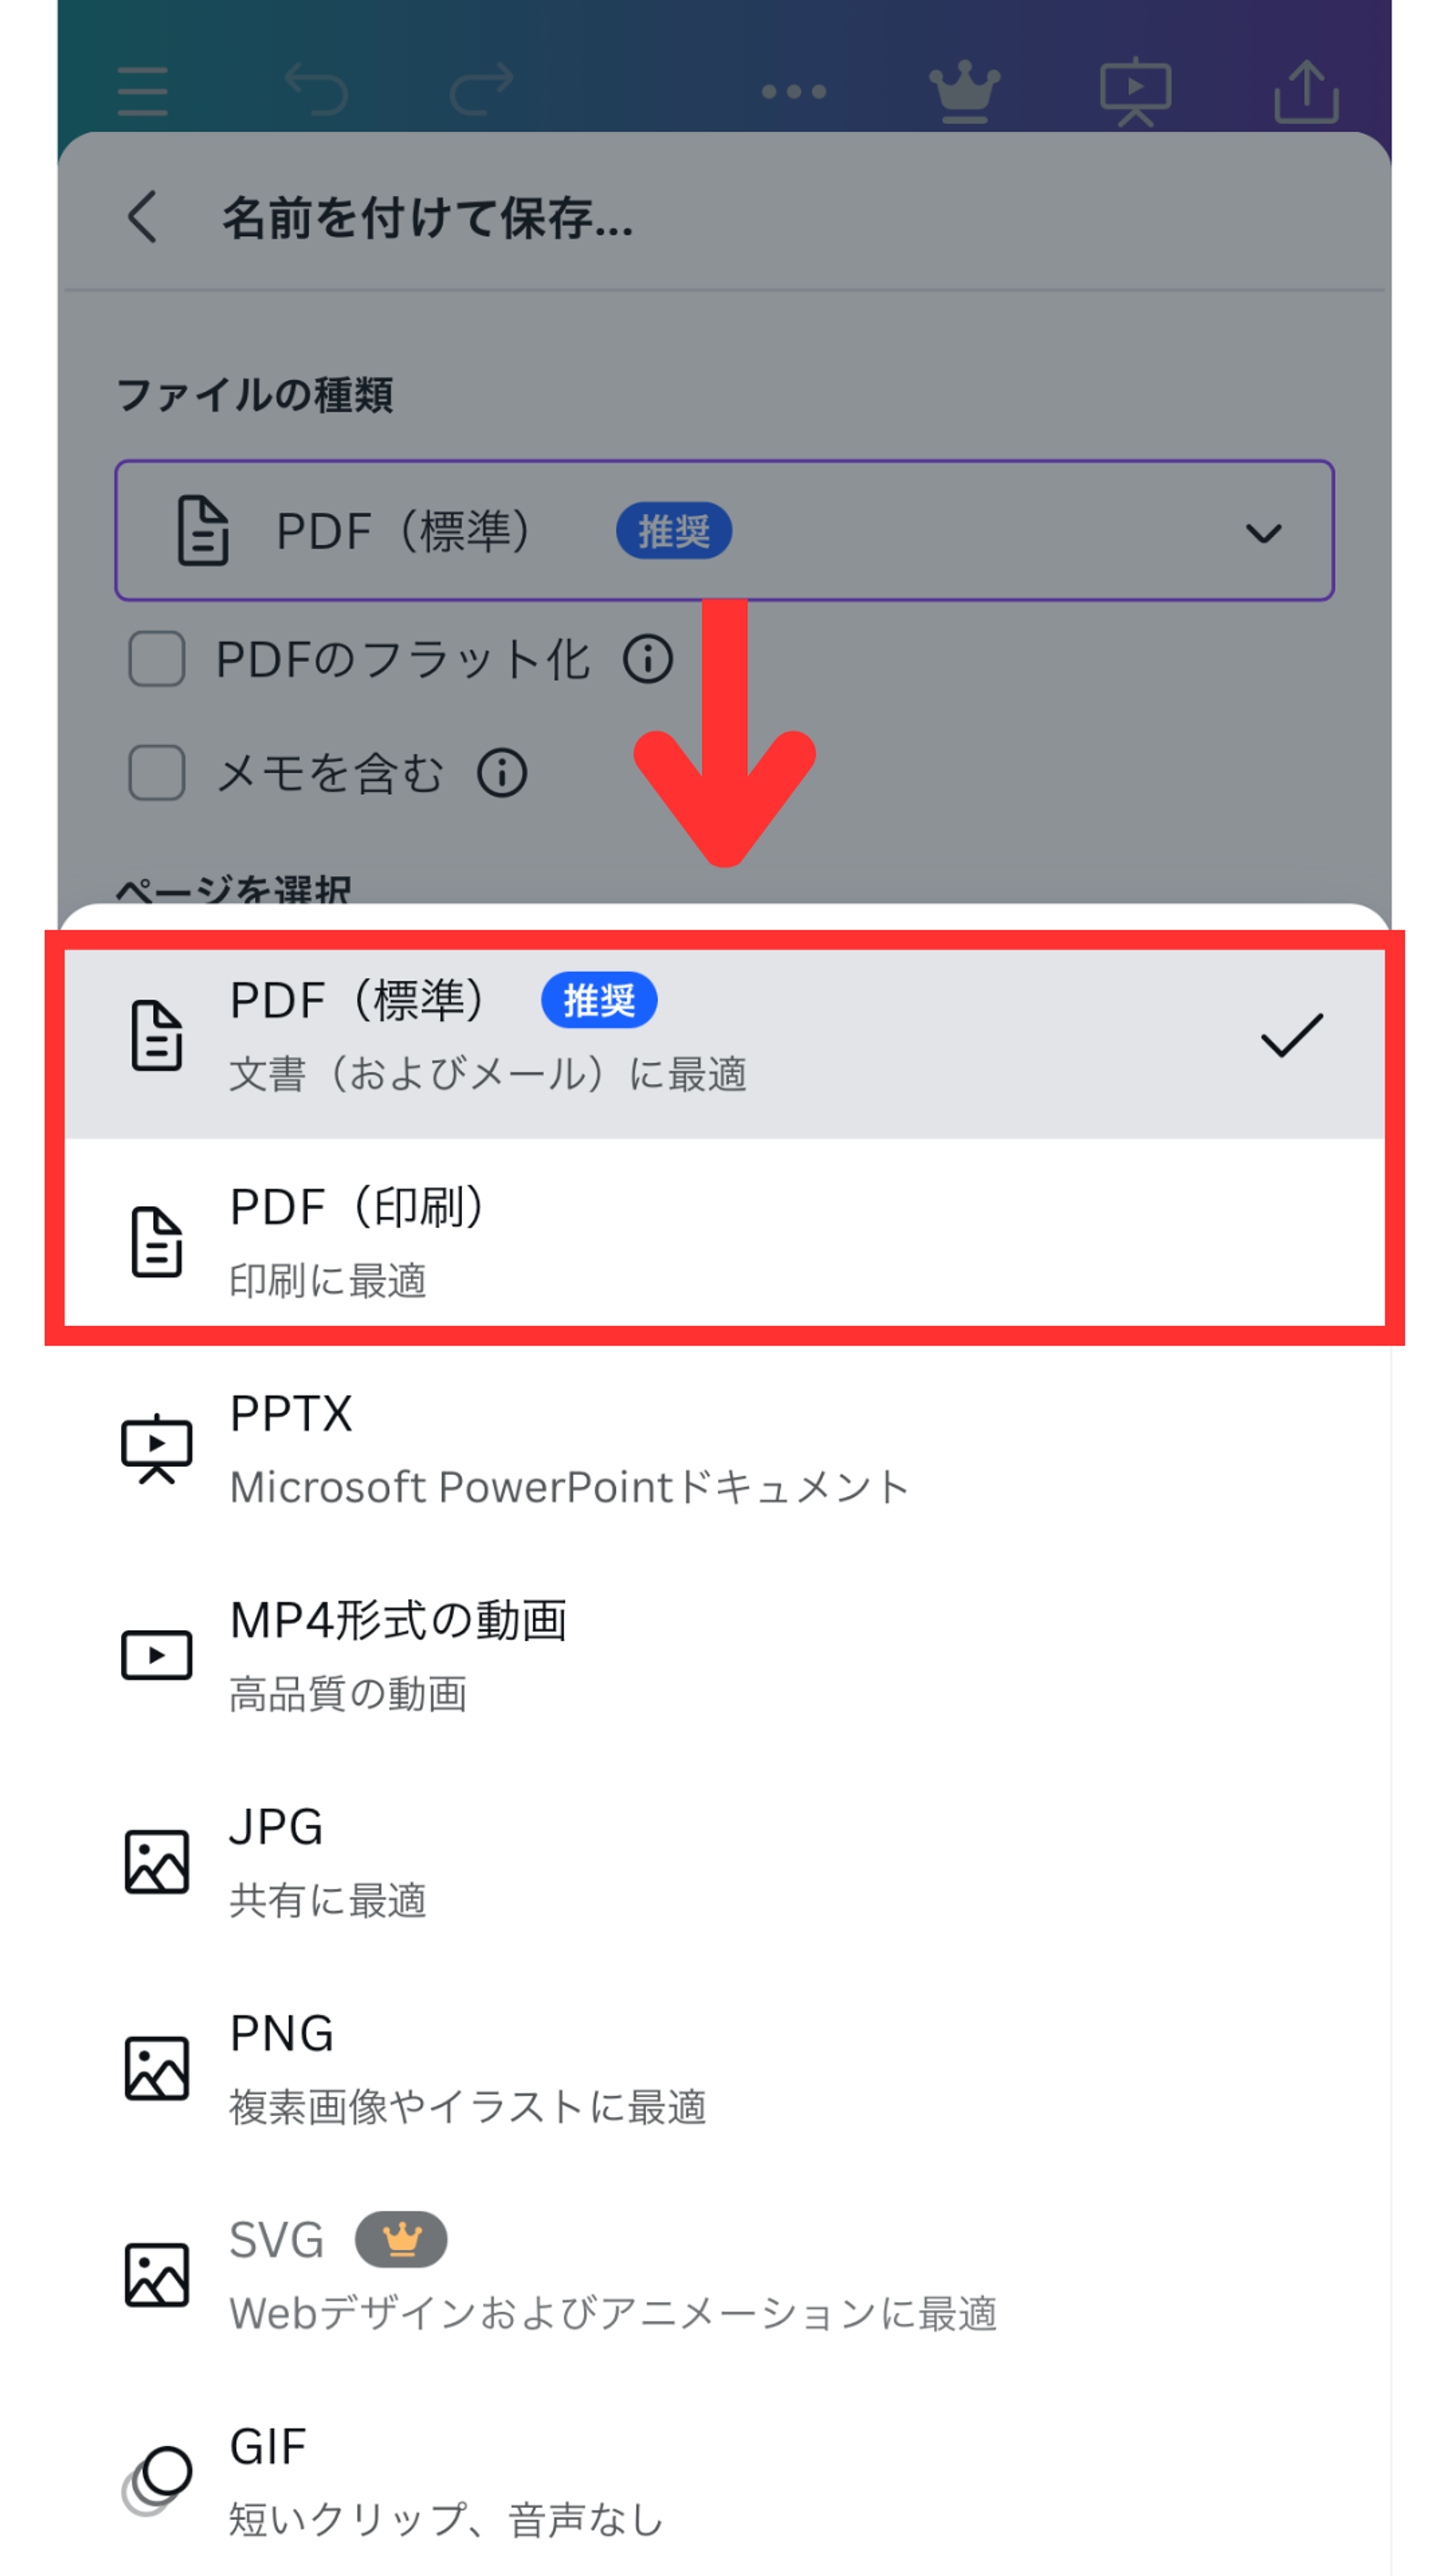 名前を付けて保存...
ファイルの種類
PDF（標準） 推奨
PDFのフラット化
メモを含む
ページを選択
PDF（標準） 推奨
文書（およびメール）に最適
PDF（印刷）
印刷に最適
PPTX
Microsoft PowerPointドキュメント
MP4形式の動画
高品質の動画
JPG
共有に最適
PNG
複素画像やイラストに最適
SVG
Webデザインおよびアニメーションに最適
GIF
短いクリップ、音声なし